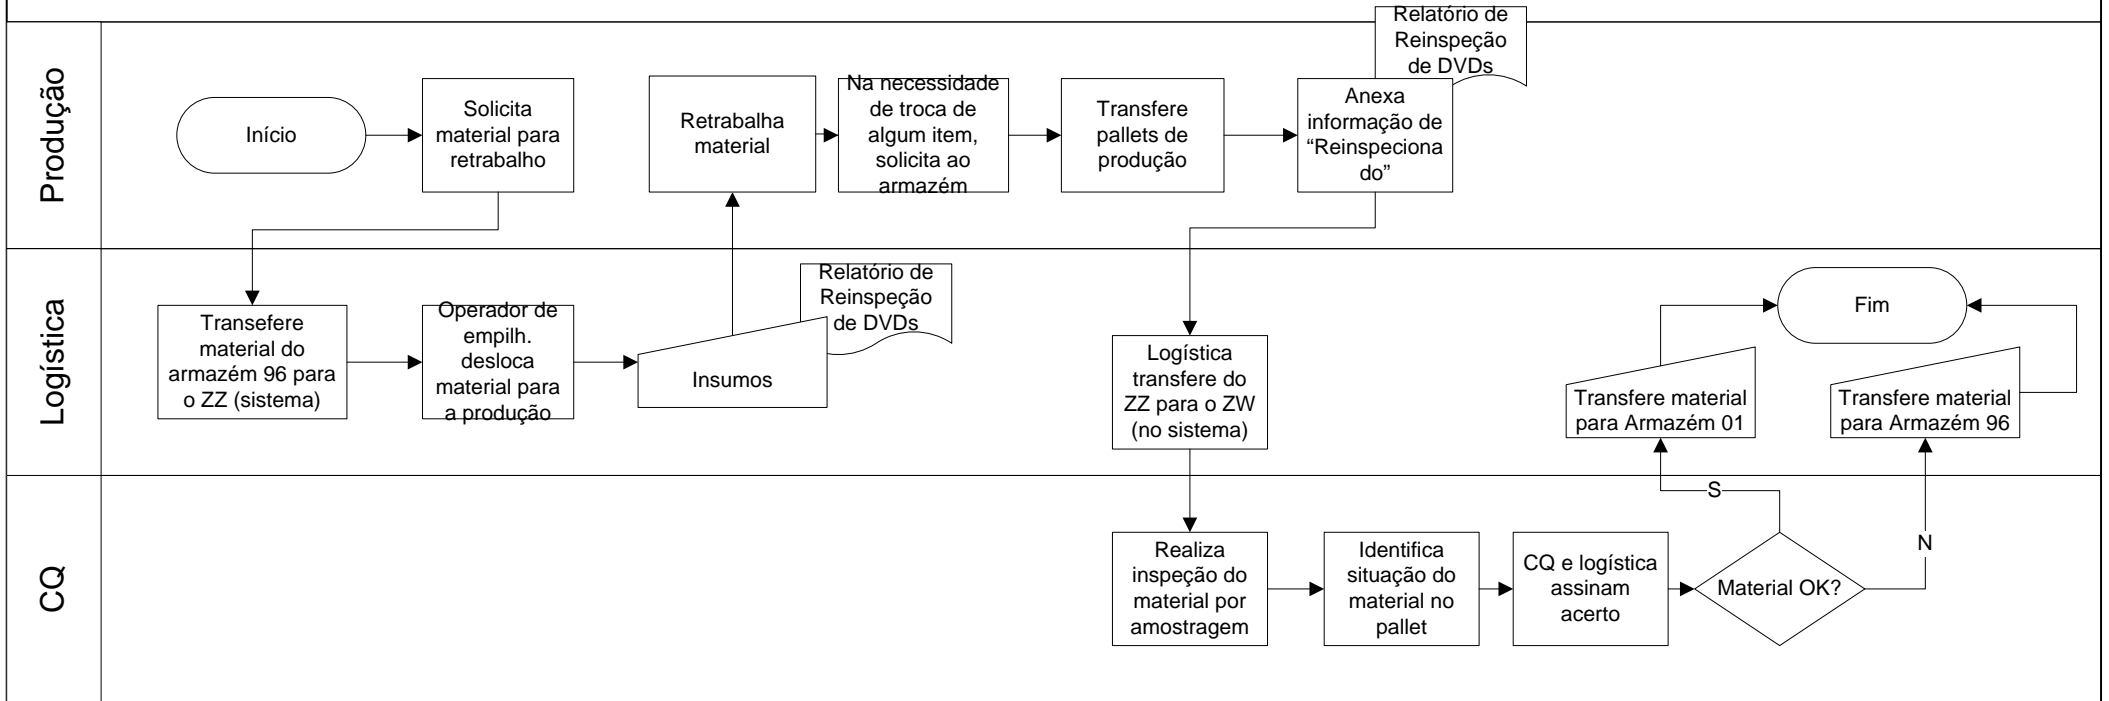 Produção
Início
Solicita
material para
retrabalho
Retrabalha
material
Na necessidade
de troca de
algum item,
solicita ao
armazém
Transfere
pallets de
produção
Relatório de
Reinspeção
de DVDs
Anexa
informação de
“Reinspeciona
do”
Logística
Transefere
material do
armazém 96 para
o ZZ (sistema)
Operador de
empilh.
desloca
material para
a produção
Insumos
Relatório de
Reinspeção
de DVDs
Logística
transfere do
ZZ para o ZW
(no sistema)
Transfere material
para Armazém 01
Fim
Transfere material
para Armazém 96
CQ
Realiza
inspeção do
material por
amostragem
Identifica
situação do
material no
pallet
CQ e logística
assinam
acerto
Material OK?
S
N